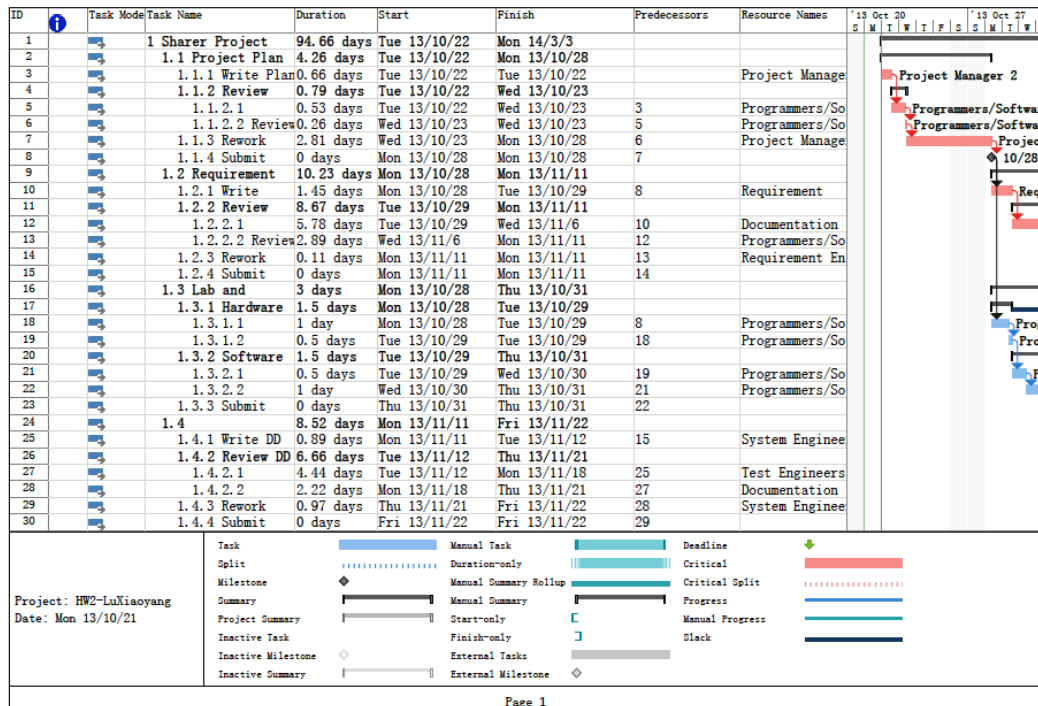 ID Task Mode Task Name Duration Start Finish Predecessors Resource Names '13 Oct 20 '13 Oct 27
S M T W T F S S M T W
1 1 Sharer Project 94.66 days Tue 13/10/22 Mon 14/3/3
2 1.1 Project Plan 4.26 days Tue 13/10/22 Mon 13/10/28
3 1.1.1 Write Plan 0.66 days Tue 13/10/22 Tue 13/10/22 Project Manage Project Manager 2
4 1.1.2 Review 0.79 days Tue 13/10/22 Wed 13/10/23
5 1.1.2.1 0.53 days Tue 13/10/22 Wed 13/10/23 3 Programmers/So Programmers/Softwar
6 1.1.2.2 Review 0.26 days Wed 13/10/23 Wed 13/10/23 5 Programmers/So Programmers/Softwa
7 1.1.3 Rework 2.81 days Wed 13/10/23 Mon 13/10/28 6 Project Manage Projec
8 1.1.4 Submit 0 days Mon 13/10/28 Mon 13/10/28 7 10/28
9 1.2 Requirement 10.23 days Mon 13/10/28 Mon 13/11/11
10 1.2.1 Write 1.45 days Mon 13/10/28 Tue 13/10/29 8 Requirement Req
11 1.2.2 Review 8.67 days Tue 13/10/29 Mon 13/11/11
12 1.2.2.1 5.78 days Tue 13/10/29 Wed 13/11/6 10 Documentation
13 1.2.2.2 Review 2.89 days Wed 13/11/6 Mon 13/11/11 12 Programmers/So
14 1.2.3 Rework 0.11 days Mon 13/11/11 Mon 13/11/11 13 Requirement En
15 1.2.4 Submit 0 days Mon 13/11/11 Mon 13/11/11 14
16 1.3 Lab and 3 days Mon 13/10/28 Thu 13/10/31
17 1.3.1 Hardware 1.5 days Mon 13/10/28 Tue 13/10/29
18 1.3.1.1 1 day Mon 13/10/28 Tue 13/10/29 8 Programmers/So Prog
19 1.3.1.2 0.5 days Tue 13/10/29 Tue 13/10/29 18 Programmers/So Pro
20 1.3.2 Software 1.5 days Tue 13/10/29 Thu 13/10/31
21 1.3.2.1 0.5 days Tue 13/10/29 Wed 13/10/30 19 Programmers/So
22 1.3.2.2 1 day Wed 13/10/30 Thu 13/10/31 21 Programmers/So
23 1.3.3 Submit 0 days Thu 13/10/31 Thu 13/10/31 22
24 1.4 8.52 days Mon 13/11/11 Fri 13/11/22
25 1.4.1 Write DD 0.89 days Mon 13/11/11 Tue 13/11/12 15 System Enginee
26 1.4.2 Review DD 6.66 days Tue 13/11/12 Thu 13/11/21
27 1.4.2.1 4.44 days Tue 13/11/12 Mon 13/11/18 25 Test Engineers
28 1.4.2.2 2.22 days Mon 13/11/18 Thu 13/11/21 27 Documentation
29 1.4.3 Rework 0.97 days Thu 13/11/21 Fri 13/11/22 28 System Enginee
30 1.4.4 Submit 0 days Fri 13/11/22 Fri 13/11/22 29
Project: HW2-LuXiaoyang
Date: Mon 13/10/21
Task Manual Task Deadline
Split Duration-only Critical
Milestone Manual Summary Rollup Critical Split
Summary Manual Summary Progress
Project Summary Start-only Manual Progress
Inactive Task Finish-only Slack
Inactive Milestone External Tasks
Inactive Summary External Milestone
Page 1